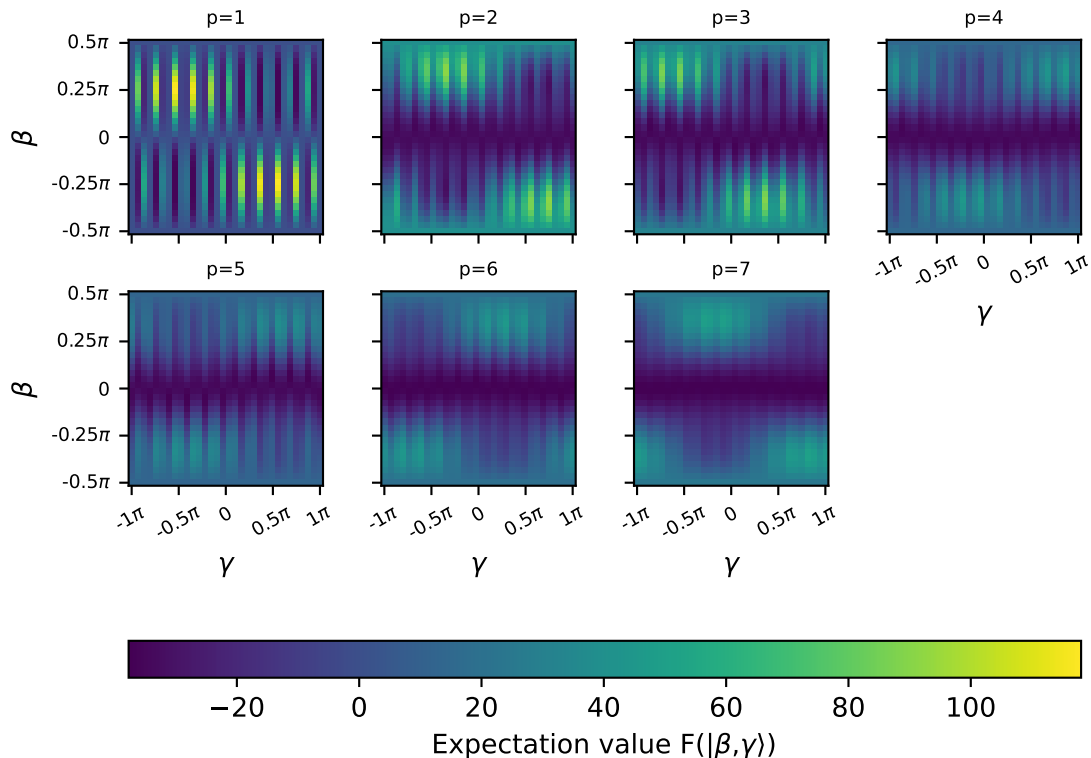 p=1 p=2 p=3 p=4
0.5π
0.25π
0
-0.25π
-0.5π
β
-1π -0.5π 0 0.5π 1π
γ
p=5 p=6 p=7
0.5π
0.25π
0
-0.25π
-0.5π
β
-1π -0.5π 0 0.5π 1π -1π -0.5π 0 0.5π 1π -1π -0.5π 0 0.5π 1π
γ γ γ
−20 0 20 40 60 80 100
Expectation value F(|β,γ⟩)